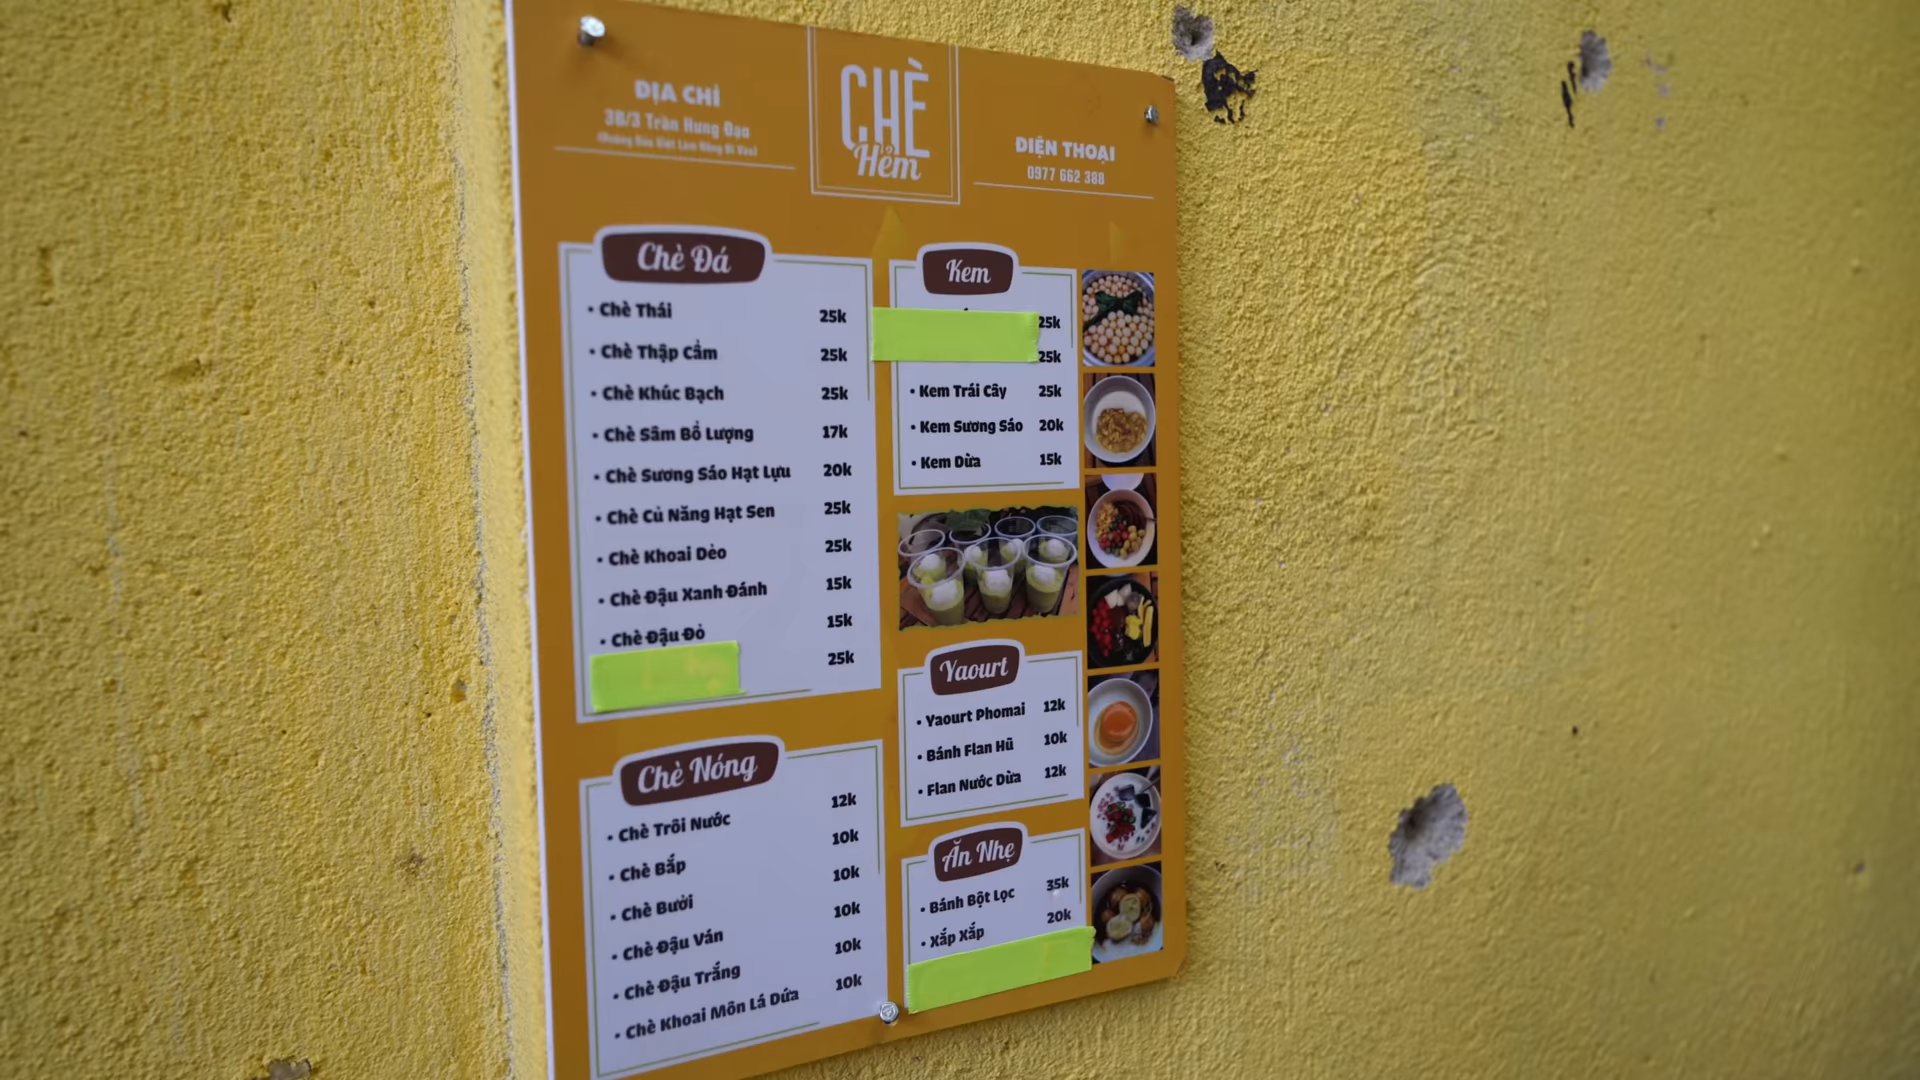 ĐỊA CHỈ
3B/3 Trần Hưng Đạo
CHÈ
Hẻm
ĐIỆN THOẠI
0977 662 388
Chè Đá
• Chè Thái 25k
• Chè Thập Cẩm 25k
• Chè Khúc Bạch 25k
• Chè Sâm Bổ Lượng 17k
• Chè Sương Sáo Hạt Lựu 20k
• Chè Củ Năng Hạt Sen 25k
• Chè Khoai Dẻo 25k
• Chè Đậu Xanh Đánh 15k
• Chè Đậu Đỏ 15k
25k
Chè Nóng
• Chè Trôi Nước 12k
• Chè Bắp 10k
• Chè Bưởi 10k
• Chè Đậu Ván 10k
• Chè Đậu Trắng 10k
• Chè Khoai Môn Lá Dứa 10k
Kem
25k
25k
• Kem Trái Cây 25k
• Kem Sương Sáo 20k
• Kem Dừa 15k
Yaourt
• Yaourt Phomai 12k
• Bánh Flan Hũ 10k
• Flan Nước Dừa 12k
Ăn Nhẹ
• Bánh Bột Lọc 35k
• Xắp Xắp 20k